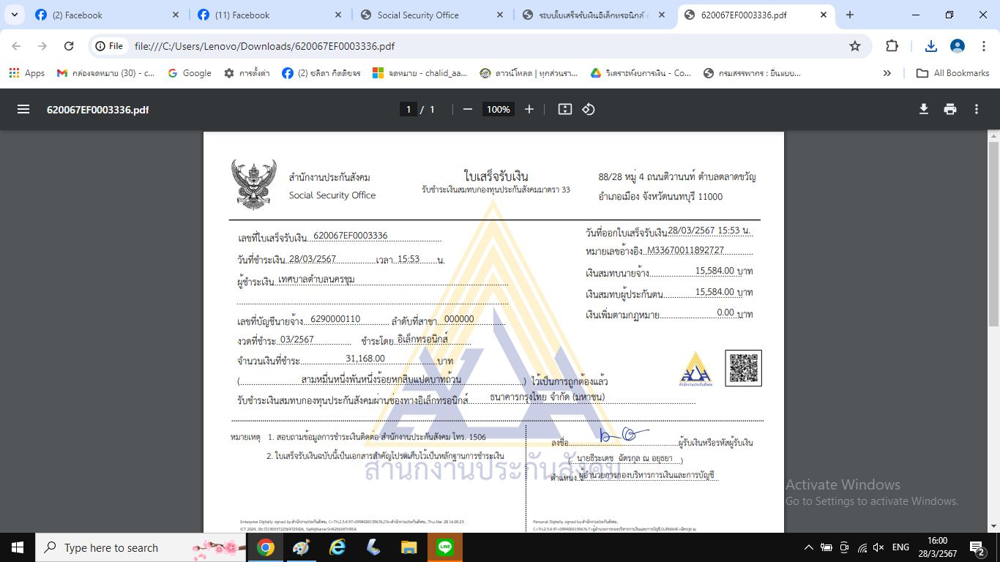 (2) Facebook
(11) Facebook
Social Security Office
ระบบใบเสร็จรับเงินอิเล็กทรอนิกส์
620067EF0003336.pdf
File file:///C:/Users/Lenovo/Downloads/620067EF0003336.pdf
Apps กล่องจดหมาย (30) - c... Google การตั้งค่า (2) ชลิดา กิตติขจร จดหมาย - chalid_aa... ดาวน์โหลด | ทุกส่วนรา... วิเคราะห์งบการเงิน - Co... กรมสรรพากร : ยื่นแบบ... » All Bookmarks
620067EF0003336.pdf 1 / 1 100%
สำนักงานประกันสังคม
Social Security Office
ใบเสร็จรับเงิน
รับชำระเงินสมทบกองทุนประกันสังคมมาตรา 33
88/28 หมู่ 4 ถนนติวานนท์ ตำบลตลาดขวัญ
อำเภอเมือง จังหวัดนนทบุรี 11000
เลขที่ใบเสร็จรับเงิน 620067EF0003336
วันที่ชำระเงิน 28/03/2567 เวลา 15:53 น.
ผู้ชำระเงิน เทศบาลตำบลนครชุม
วันที่ออกใบเสร็จรับเงิน 28/03/2567 15:53 น.
หมายเลขอ้างอิง M33670011892727
เงินสมทบนายจ้าง 15,584.00 บาท
เงินสมทบผู้ประกันตน 15,584.00 บาท
เงินเพิ่มตามกฎหมาย 0.00 บาท
เลขที่บัญชีนายจ้าง 6290000110 ลำดับที่สาขา 000000
งวดที่ชำระ 03/2567 ชำระโดย อิเล็กทรอนิกส์
จำนวนเงินที่ชำระ 31,168.00 บาท
( สามหมื่นหนึ่งพันหนึ่งร้อยหกสิบแปดบาทถ้วน ) ไว้เป็นการถูกต้องแล้ว
รับชำระเงินสมทบกองทุนประกันสังคมผ่านช่องทางอิเล็กทรอนิกส์ ธนาคารกรุงไทย จำกัด (มหาชน)
สำนักงานประกันสังคม
หมายเหตุ 1. สอบถามข้อมูลการชำระเงินติดต่อ สำนักงานประกันสังคม โทร. 1506
2. ใบเสร็จรับเงินฉบับนี้เป็นเอกสารสำคัญโปรดเก็บไว้เป็นหลักฐานการชำระเงิน
ลงชื่อ ผู้รับเงินหรือรหัสผู้รับเงิน
( นายธีระเดช ฉัตรกุล ณ อยุธยา )
ตำแหน่ง ผู้อำนวยการกองบริหารการเงินและการบัญชี
สำนักงานประกันสังคม
Enterprise Digitally signed by:สำนักงานประกันสังคม, C=TH,2.5.4.97=0994000159676,CN=สำนักงานประกันสังคม, Thu Mar 28 16:00:23
ICT 2024, SN:7219055722569725426, SigAlgName:SHA256WITHRSA
Personal Digitally signed by:สำนักงานประกันสังคม,
C=TH,2.5.4.97=0994000159676,T=ผู้อำนวยการกองบริหารการเงินและการบัญชี,SURNAME=ฉัตรกุล ณ
Activate Windows
Go to Settings to activate Windows.
Type here to search
LINE
ENG
16:00
28/3/2567
2